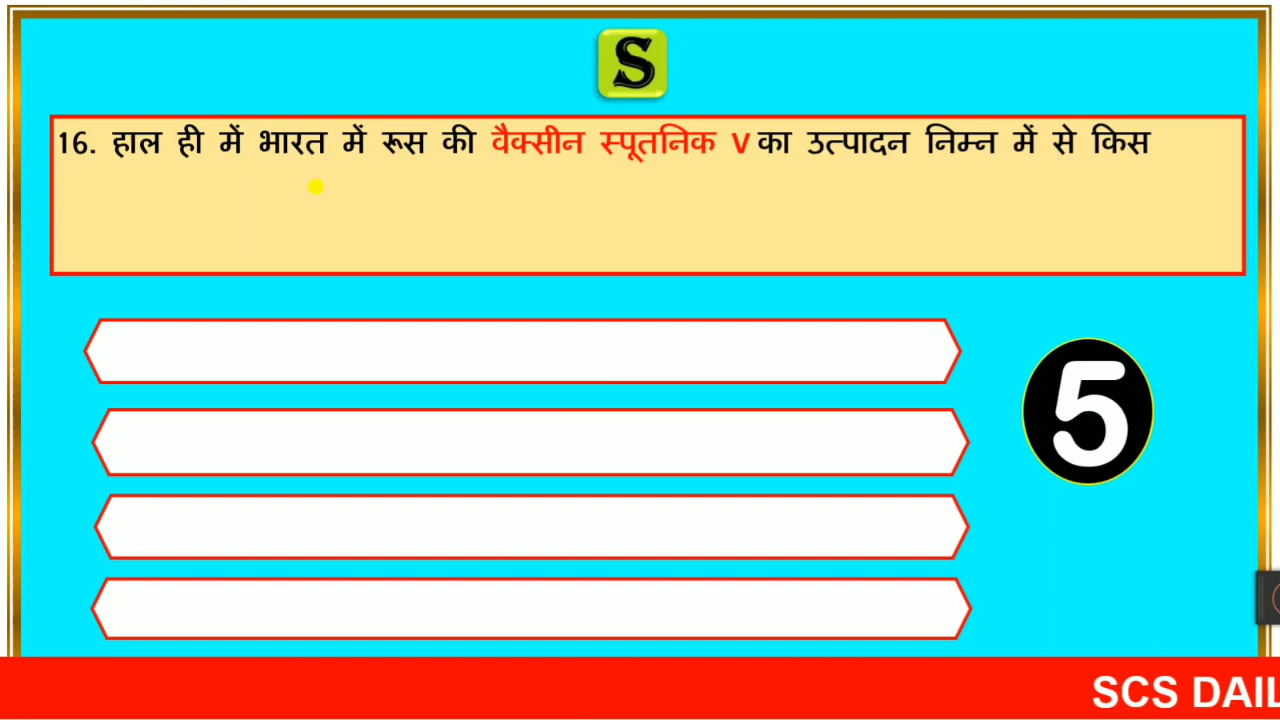 S
16. हाल ही में भारत में रूस की वैक्सीन स्पूतनिक V का उत्पादन निम्न में से किस
5
SCS DAIL